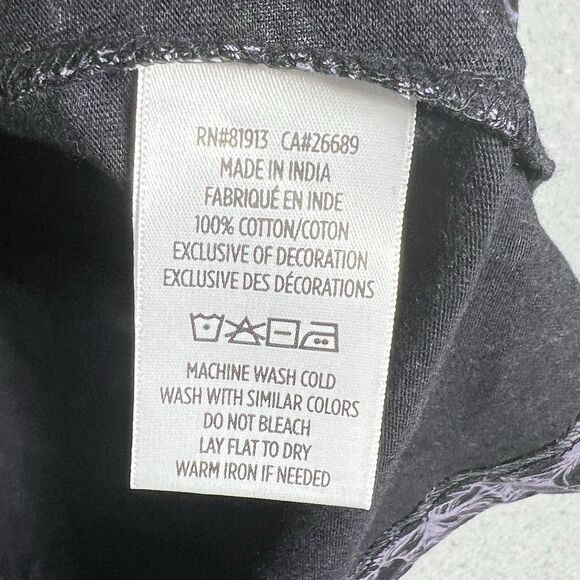 RN#81913 CA#26689
MADE IN INDIA
FABRIQUÉ EN INDE
100% COTTON/COTON
EXCLUSIVE OF DECORATION
EXCLUSIVE DES DÉCORATIONS
MACHINE WASH COLD
WASH WITH SIMILAR COLORS
DO NOT BLEACH
LAY FLAT TO DRY
WARM IRON IF NEEDED